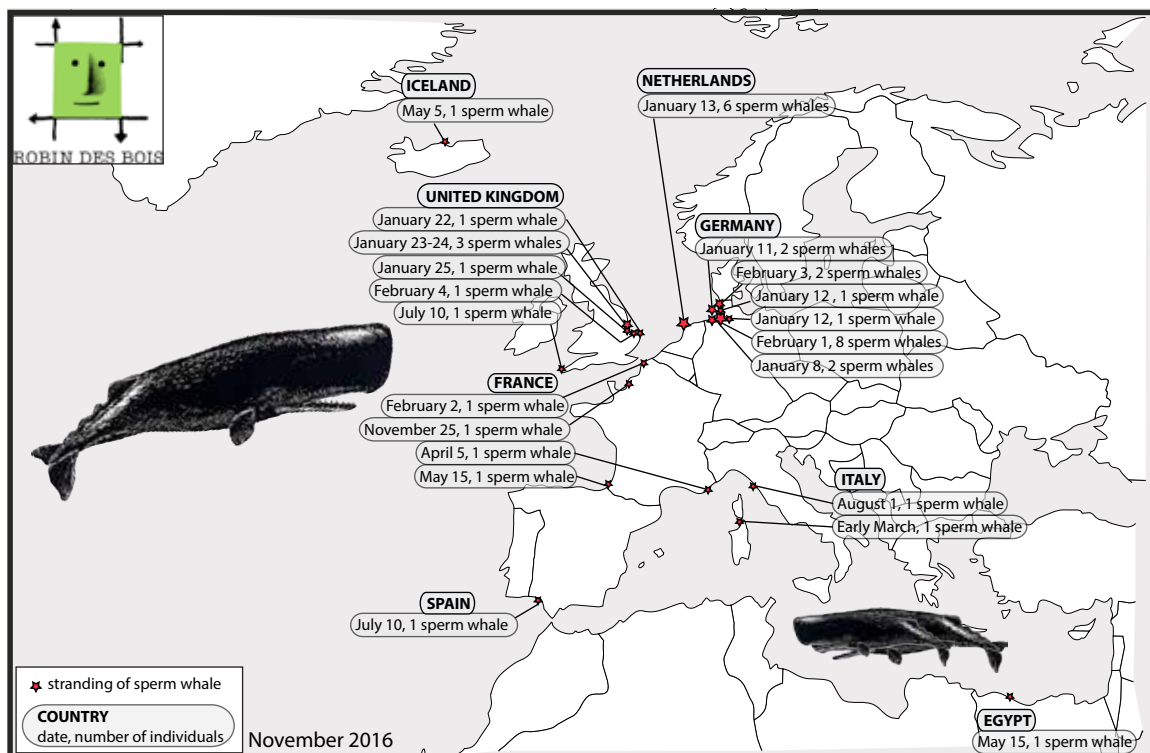 ROBIN DES BOIS
ICELAND
May 5, 1 sperm whale
NETHERLANDS
January 13, 6 sperm whales
UNITED KINGDOM
January 22, 1 sperm whale
January 23-24, 3 sperm whales
January 25, 1 sperm whale
February 4, 1 sperm whale
July 10, 1 sperm whale
GERMANY
January 11, 2 sperm whales
February 3, 2 sperm whales
January 12 , 1 sperm whale
January 12, 1 sperm whale
February 1, 8 sperm whales
January 8, 2 sperm whales
FRANCE
February 2, 1 sperm whale
November 25, 1 sperm whale
April 5, 1 sperm whale
May 15, 1 sperm whale
ITALY
August 1, 1 sperm whale
Early March, 1 sperm whale
SPAIN
July 10, 1 sperm whale
EGYPT
May 15, 1 sperm whale
stranding of sperm whale
COUNTRY
date, number of individuals
November 2016